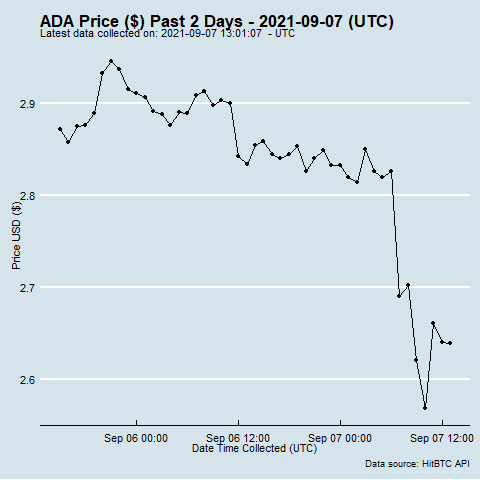 ADA Price ($) Past 2 Days - 2021-09-07 (UTC)
Latest data collected on: 2021-09-07 13:01:07  - UTC
2.9
2.8
2.7
2.6
Price USD ($)
Sep 06 00:00 Sep 06 12:00 Sep 07 00:00 Sep 07 12:00
Date Time Collected (UTC)
Data source: HitBTC API